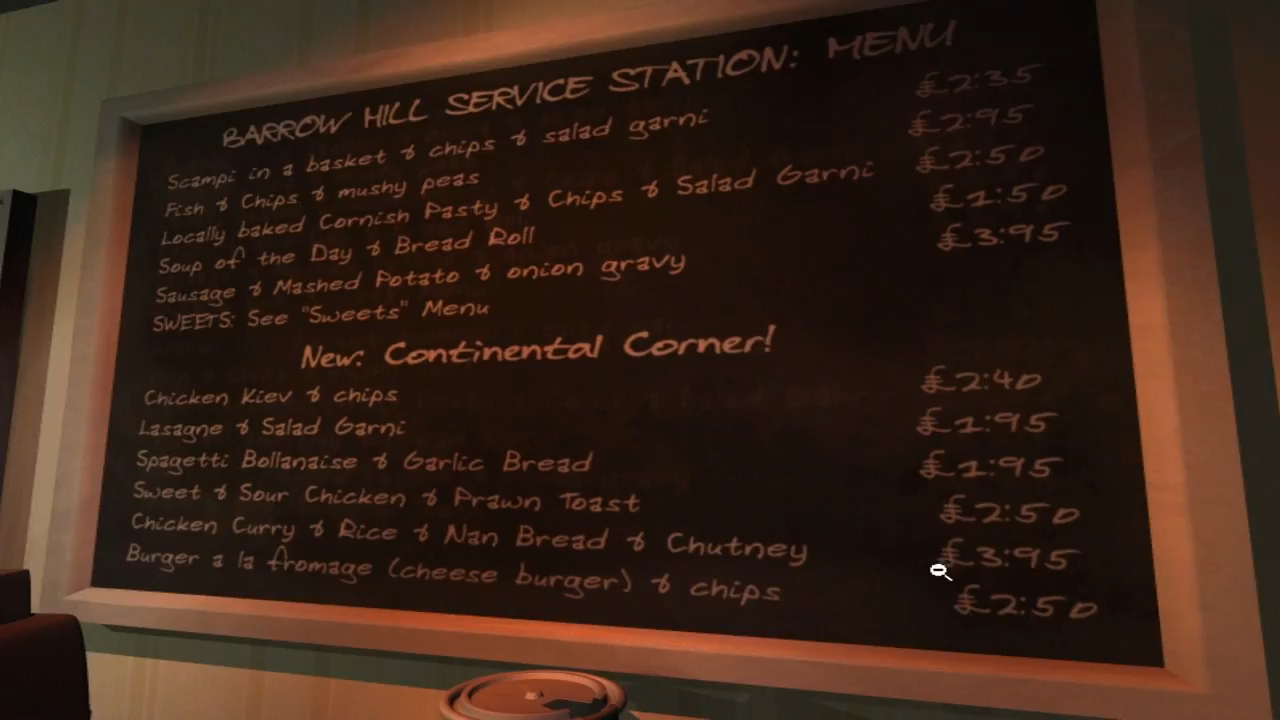 BARROW HILL SERVICE STATION: MENU
Scampi in a basket & chips & salad garni £2:35
Fish & Chips & mushy peas £2:95
Locally baked Cornish Pasty & Chips & Salad Garni £2:50
Soup of the Day & Bread Roll £1:50
Sausage & Mashed Potato & onion gravy £3:95
SWEETS: See "Sweets" Menu
New: Continental Corner!
Chicken Kiev & chips £2:40
Lasagne & Salad Garni £1:95
Spagetti Bollanaise & Garlic Bread £1:95
Sweet & Sour Chicken & Prawn Toast £2:50
Chicken Curry & Rice & Nan Bread & Chutney £3:95
Burger a la fromage (cheese burger) & chips £2:50